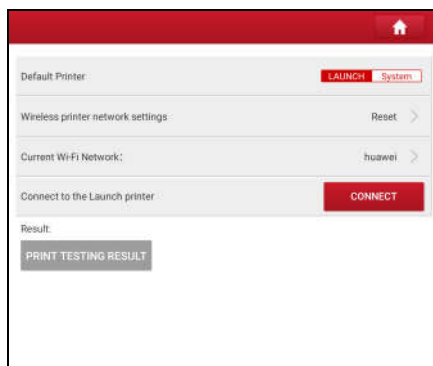 Default Printer LAUNCH System
Wireless printer network settings Reset
Current Wi-Fi Network: huawei
Connect to the Launch printer CONNECT
Result:
PRINT TESTING RESULT